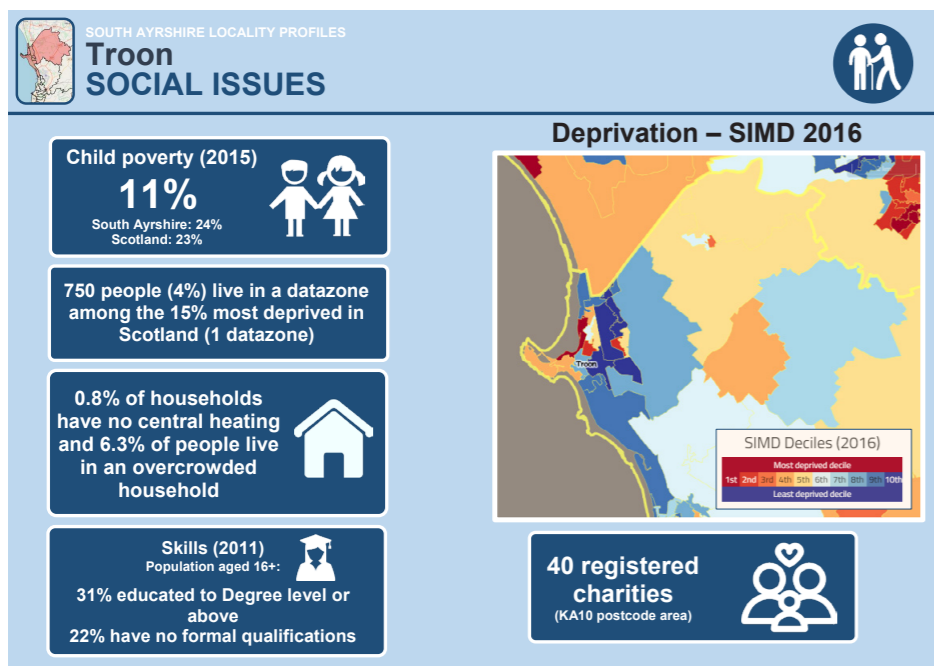 SOUTH AYRSHIRE LOCALITY PROFILES
Troon
SOCIAL ISSUES
Child poverty (2015)
11%
South Ayrshire: 24%
Scotland: 23%
750 people (4%) live in a datazone
among the 15% most deprived in
Scotland (1 datazone)
0.8% of households
have no central heating
and 6.3% of people live
in an overcrowded
household
Skills (2011)
Population aged 16+:
31% educated to Degree level or
above
22% have no formal qualifications
Deprivation – SIMD 2016
Troon
SIMD Deciles (2016)
Most deprived decile
1st 2nd 3rd 4th 5th 6th 7th 8th 9th 10th
Least deprived decile
40 registered
charities
(KA10 postcode area)